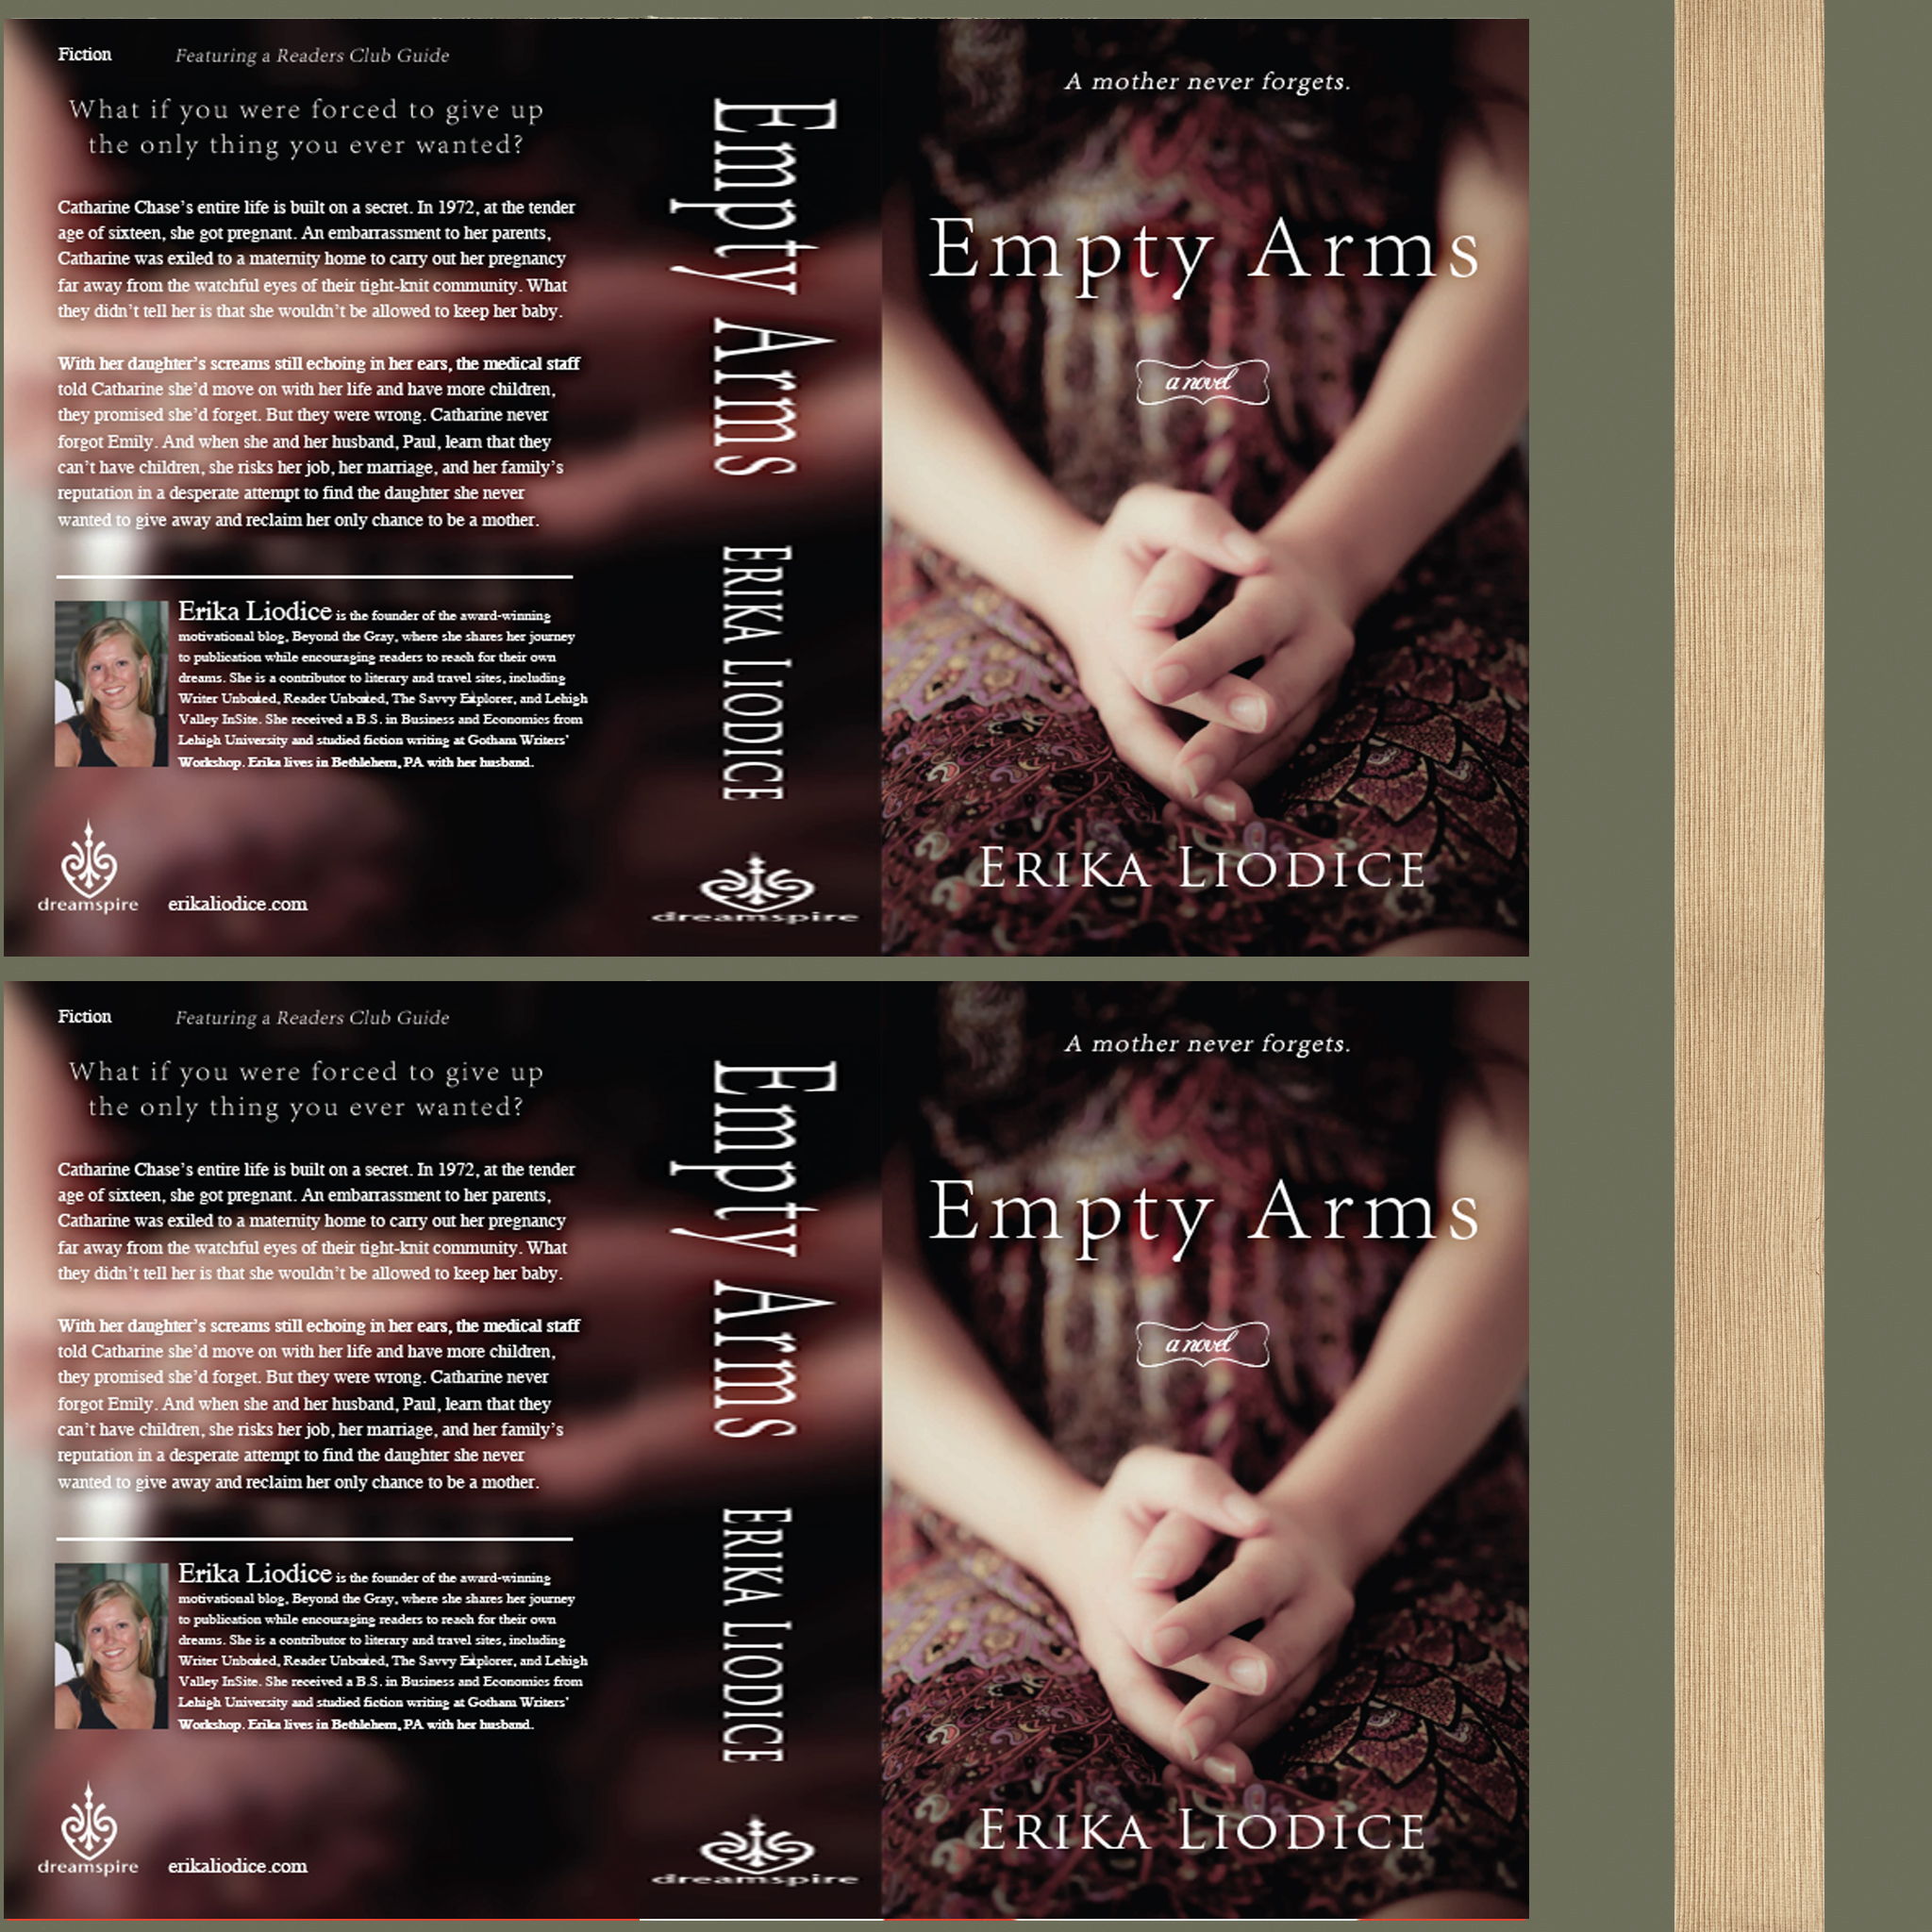 Fiction
Featuring a Readers Club Guide
What if you were forced to give up
the only thing you ever wanted?
Catharine Chase's entire life is built on a secret. In 1972, at the tender
age of sixteen, she got pregnant. An embarrassment to her parents,
Catharine was exiled to a maternity home to carry out her pregnancy
far away from the watchful eyes of their tight-knit community. What
they didn't tell her is that she wouldn't be allowed to keep her baby.
With her daughter's screams still echoing in her ears, the medical staff
told Catharine she'd move on with her life and have more children,
they promised she'd forget. But they were wrong. Catharine never
forgot Emily. And when she and her husband, Paul, learn that they
can't have children, she risks her job, her marriage, and her family's
reputation in a desperate attempt to find the daughter she never
wanted to give away and reclaim her only chance to be a mother.
Erika Liodice is the founder of the award-winning
motivational blog, Beyond the Gray, where she shares her journey
to publication while encouraging readers to reach for their own
dreams. She is a contributor to literary and travel sites, including
Writer Unboxed, Reader Unboxed, The Savvy Explorer, and Lehigh
Valley InSite. She received a B.S. in Business and Economics from
Lehigh University and studied fiction writing at Gotham Writers'
Workshop. Erika lives in Bethlehem, PA with her husband.
dreamspire
erikaliodice.com
Empty Arms
ERIKA LIODICE
dreamspire
A mother never forgets.
Empty Arms
a novel
ERIKA LIODICE
Fiction
Featuring a Readers Club Guide
What if you were forced to give up
the only thing you ever wanted?
Catharine Chase's entire life is built on a secret. In 1972, at the tender
age of sixteen, she got pregnant. An embarrassment to her parents,
Catharine was exiled to a maternity home to carry out her pregnancy
far away from the watchful eyes of their tight-knit community. What
they didn't tell her is that she wouldn't be allowed to keep her baby.
With her daughter's screams still echoing in her ears, the medical staff
told Catharine she'd move on with her life and have more children,
they promised she'd forget. But they were wrong. Catharine never
forgot Emily. And when she and her husband, Paul, learn that they
can't have children, she risks her job, her marriage, and her family's
reputation in a desperate attempt to find the daughter she never
wanted to give away and reclaim her only chance to be a mother.
Erika Liodice is the founder of the award-winning
motivational blog, Beyond the Gray, where she shares her journey
to publication while encouraging readers to reach for their own
dreams. She is a contributor to literary and travel sites, including
Writer Unboxed, Reader Unboxed, The Savvy Explorer, and Lehigh
Valley InSite. She received a B.S. in Business and Economics from
Lehigh University and studied fiction writing at Gotham Writers'
Workshop. Erika lives in Bethlehem, PA with her husband.
dreamspire
erikaliodice.com
Empty Arms
ERIKA LIODICE
dreamspire
A mother never forgets.
Empty Arms
a novel
ERIKA LIODICE